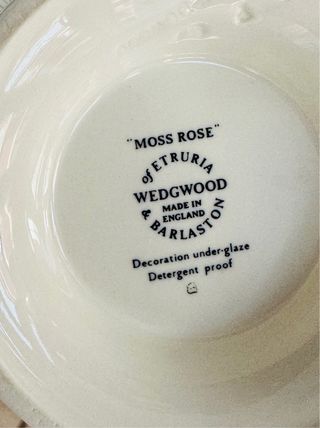 "MOSS ROSE"
of ETRURIA
WEDGWOOD
MADE IN
ENGLAND
& BARLASTON
Decoration under-glaze
Detergent proof